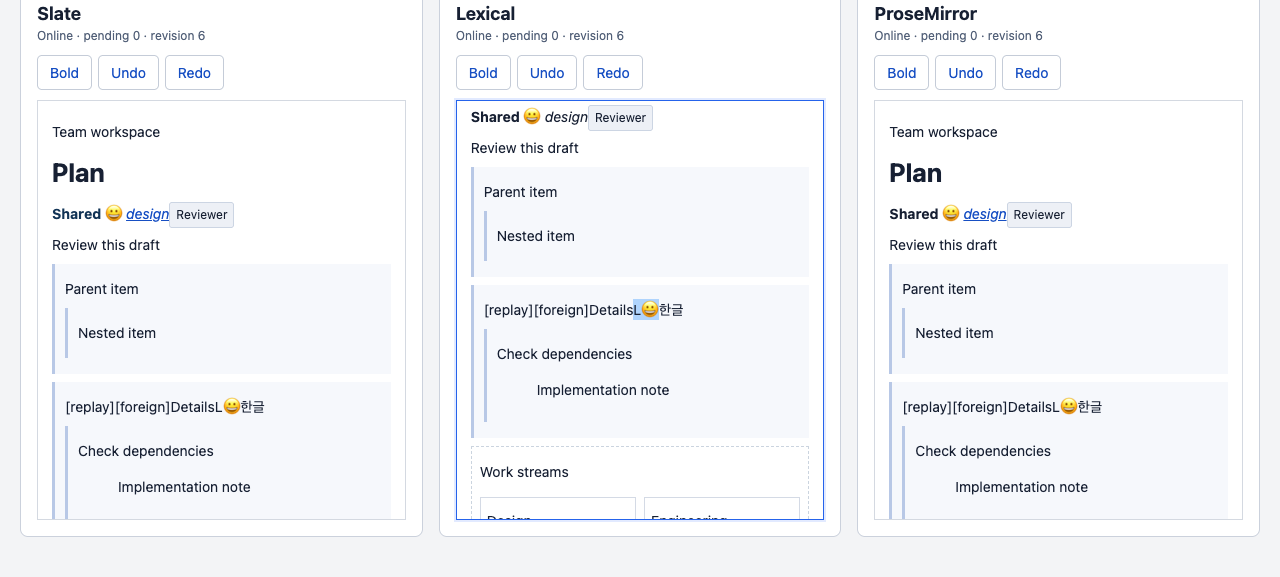 Slate
Online · pending 0 · revision 6
Bold Undo Redo
Team workspace
Plan
Shared 😀 design Reviewer
Review this draft
Parent item
Nested item
[replay][foreign]DetailsL😀한글
Check dependencies
Implementation note
Lexical
Online · pending 0 · revision 6
Bold Undo Redo
Shared 😀 design Reviewer
Review this draft
Parent item
Nested item
[replay][foreign]DetailsL😀한글
Check dependencies
Implementation note
Work streams
Design Engineering
ProseMirror
Online · pending 0 · revision 6
Bold Undo Redo
Team workspace
Plan
Shared 😀 design Reviewer
Review this draft
Parent item
Nested item
[replay][foreign]DetailsL😀한글
Check dependencies
Implementation note